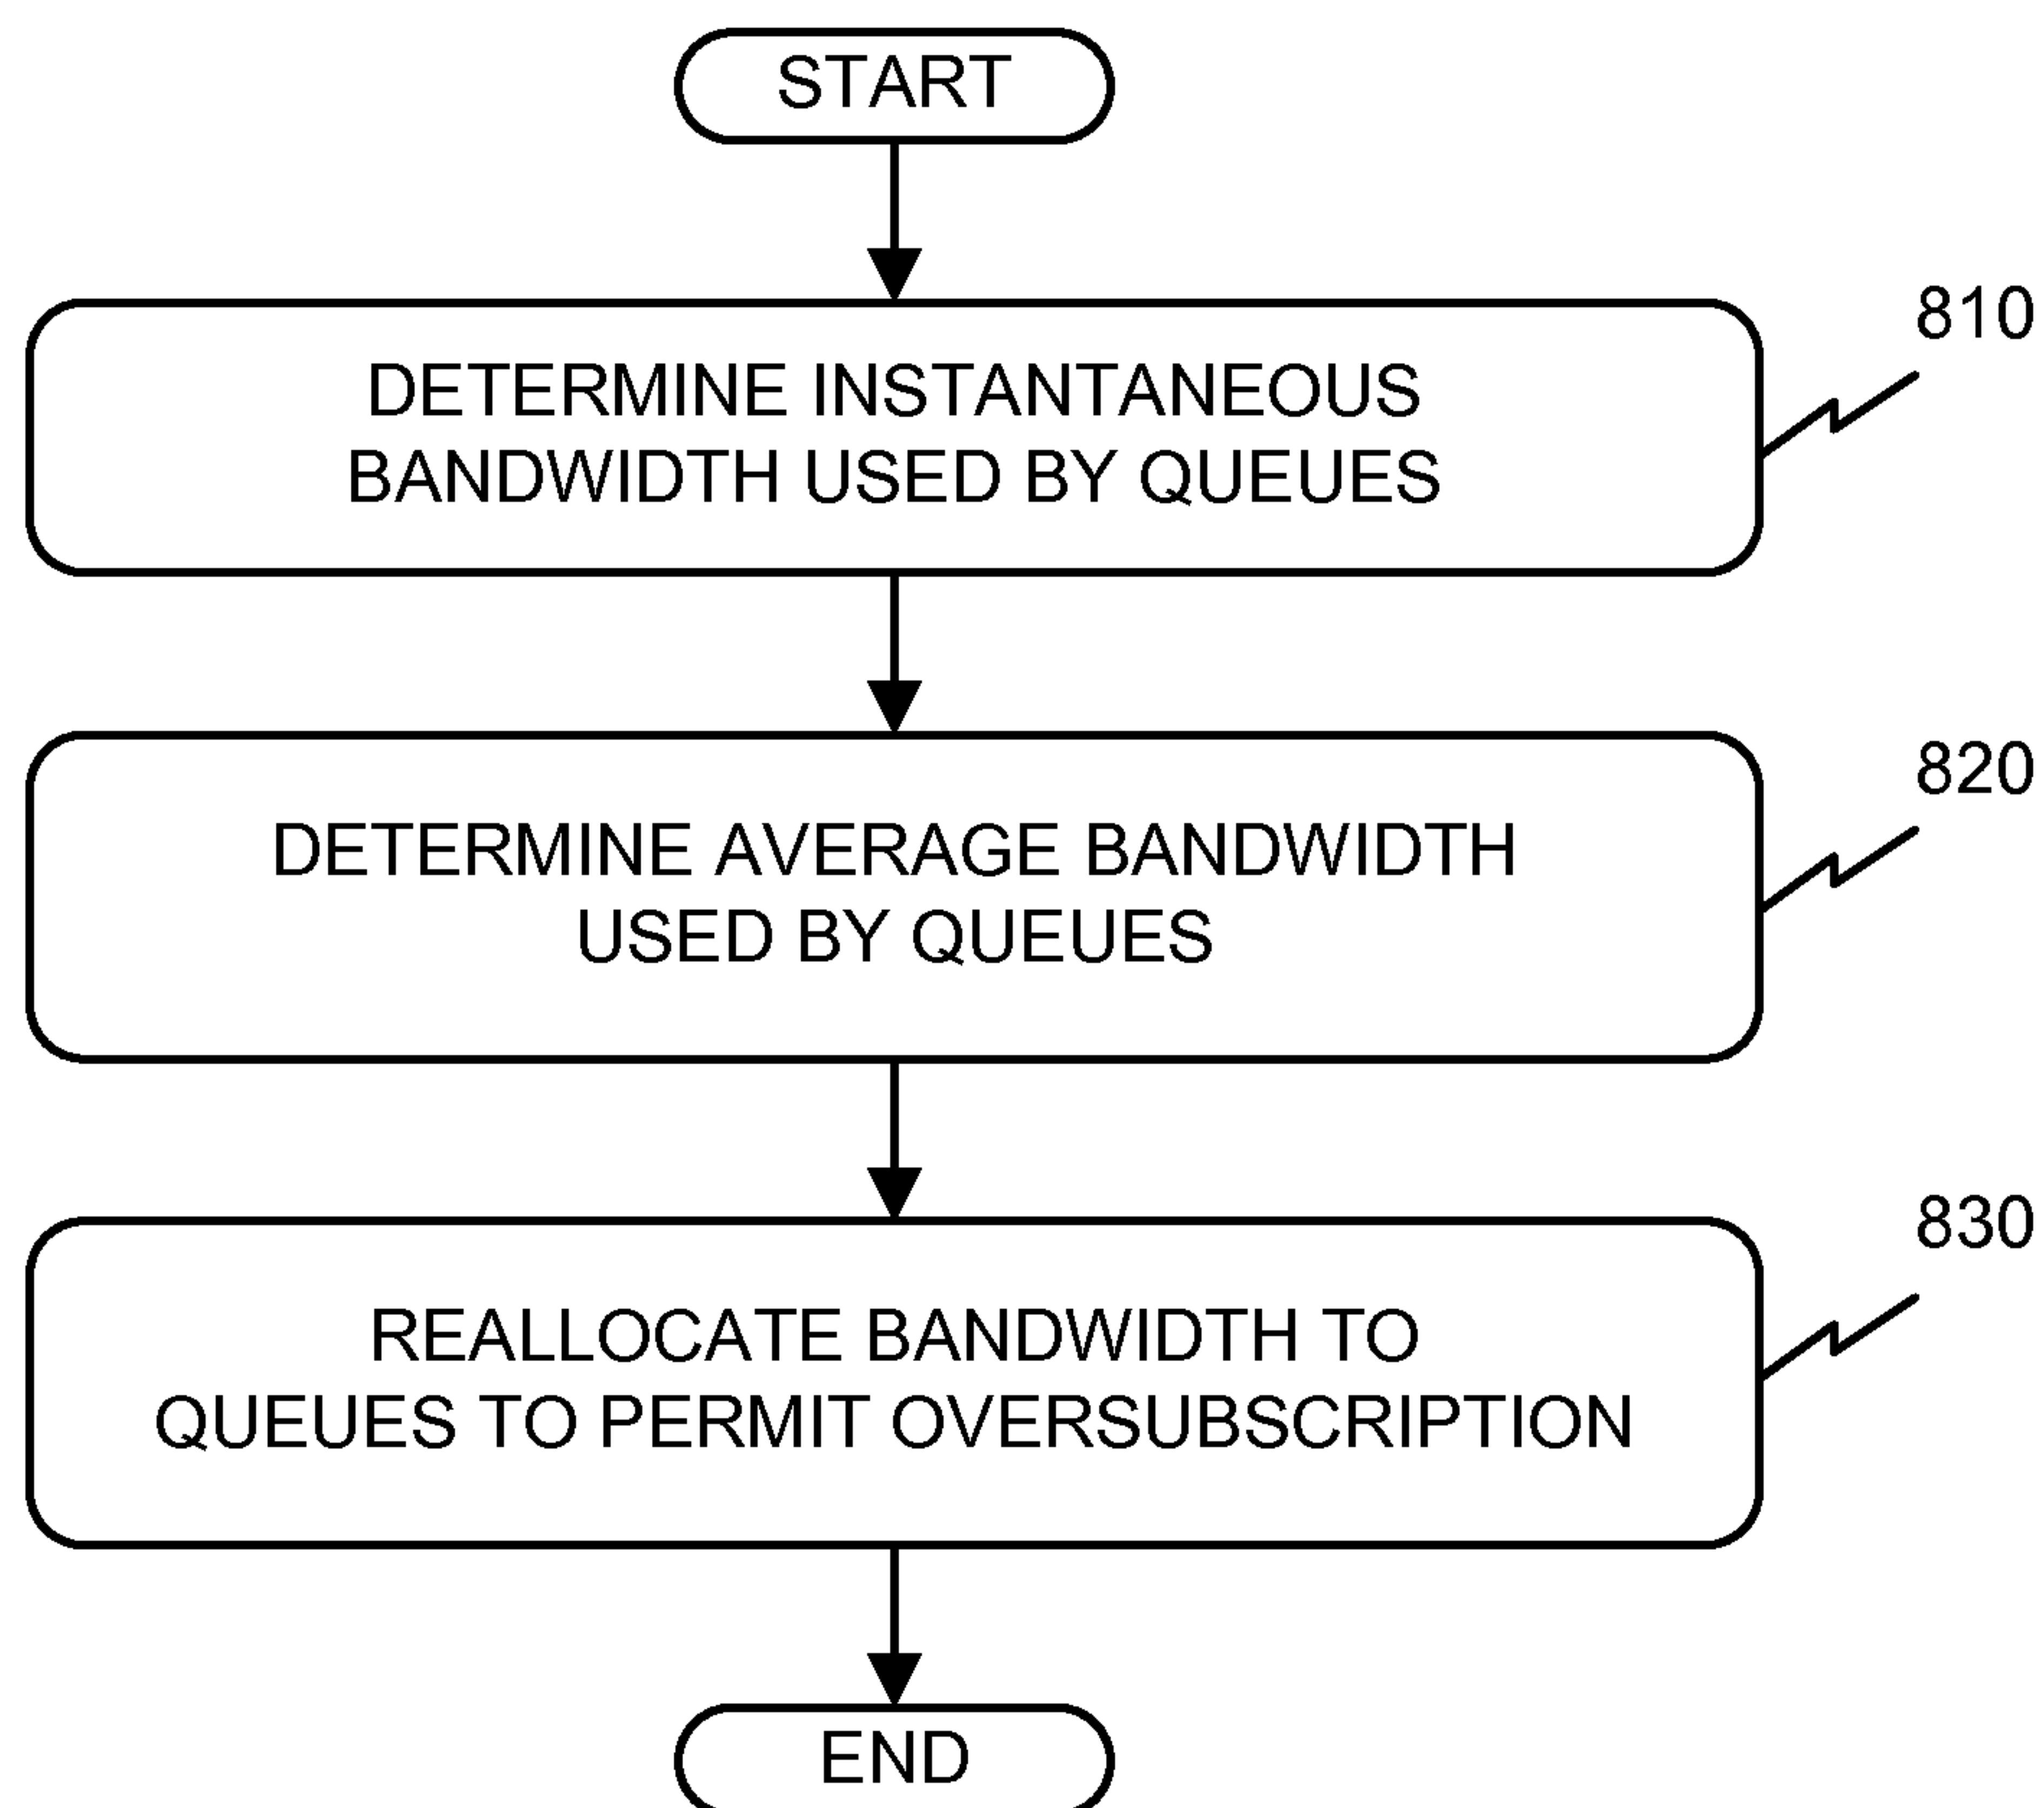 START
810
DETERMINE INSTANTANEOUS
BANDWIDTH USED BY QUEUES
820
DETERMINE AVERAGE BANDWIDTH
USED BY QUEUES
830
REALLOCATE BANDWIDTH TO
QUEUES TO PERMIT OVERSUBSCRIPTION
END